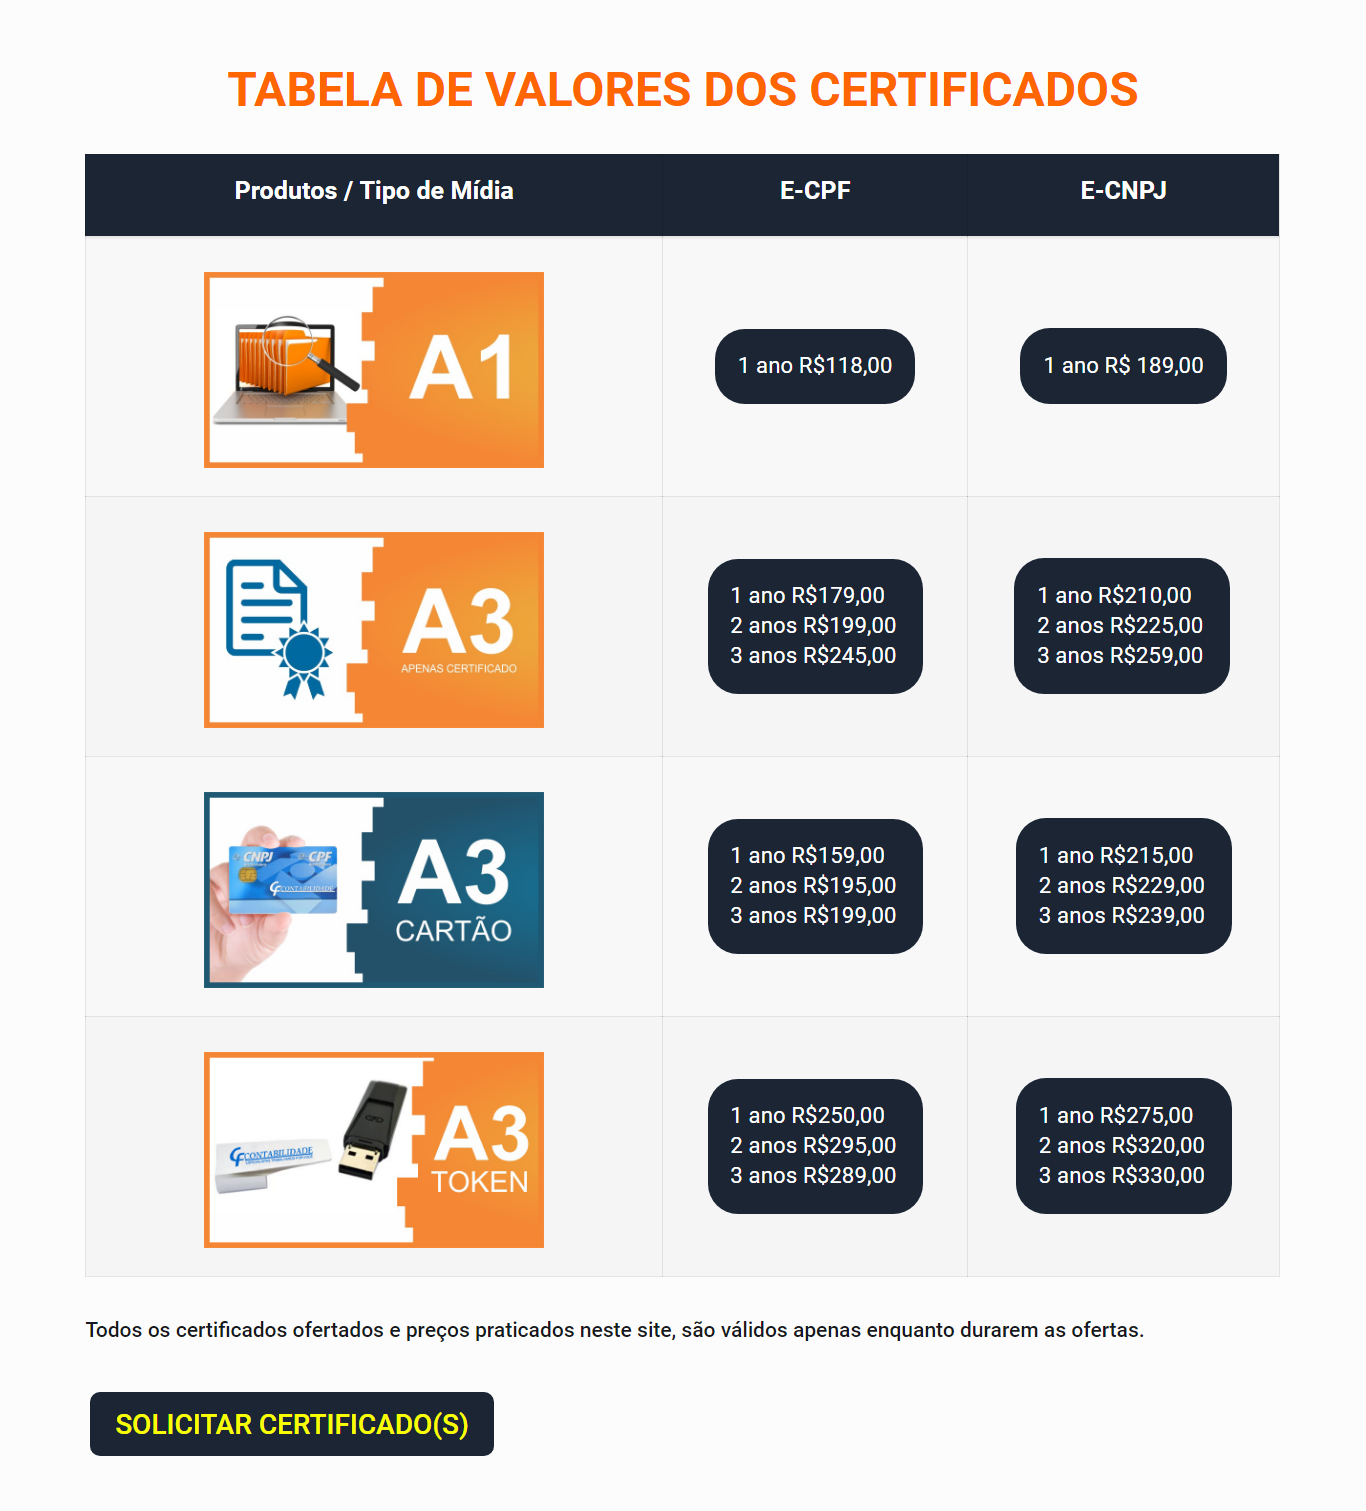 TABELA DE VALORES DOS CERTIFICADOS
Produtos / Tipo de Mídia
E-CPF
E-CNPJ
A1
1 ano R$118,00
1 ano R$ 189,00
A3
APENAS CERTIFICADO
1 ano R$179,00
2 anos R$199,00
3 anos R$245,00
1 ano R$210,00
2 anos R$225,00
3 anos R$259,00
CNPJ
CPF
CF CONTABILIDADE
A3
CARTÃO
1 ano R$159,00
2 anos R$195,00
3 anos R$199,00
1 ano R$215,00
2 anos R$229,00
3 anos R$239,00
CF CONTABILIDADE
A3
TOKEN
1 ano R$250,00
2 anos R$295,00
3 anos R$289,00
1 ano R$275,00
2 anos R$320,00
3 anos R$330,00
Todos os certificados ofertados e preços praticados neste site, são válidos apenas enquanto durarem as ofertas.
SOLICITAR CERTIFICADO(S)